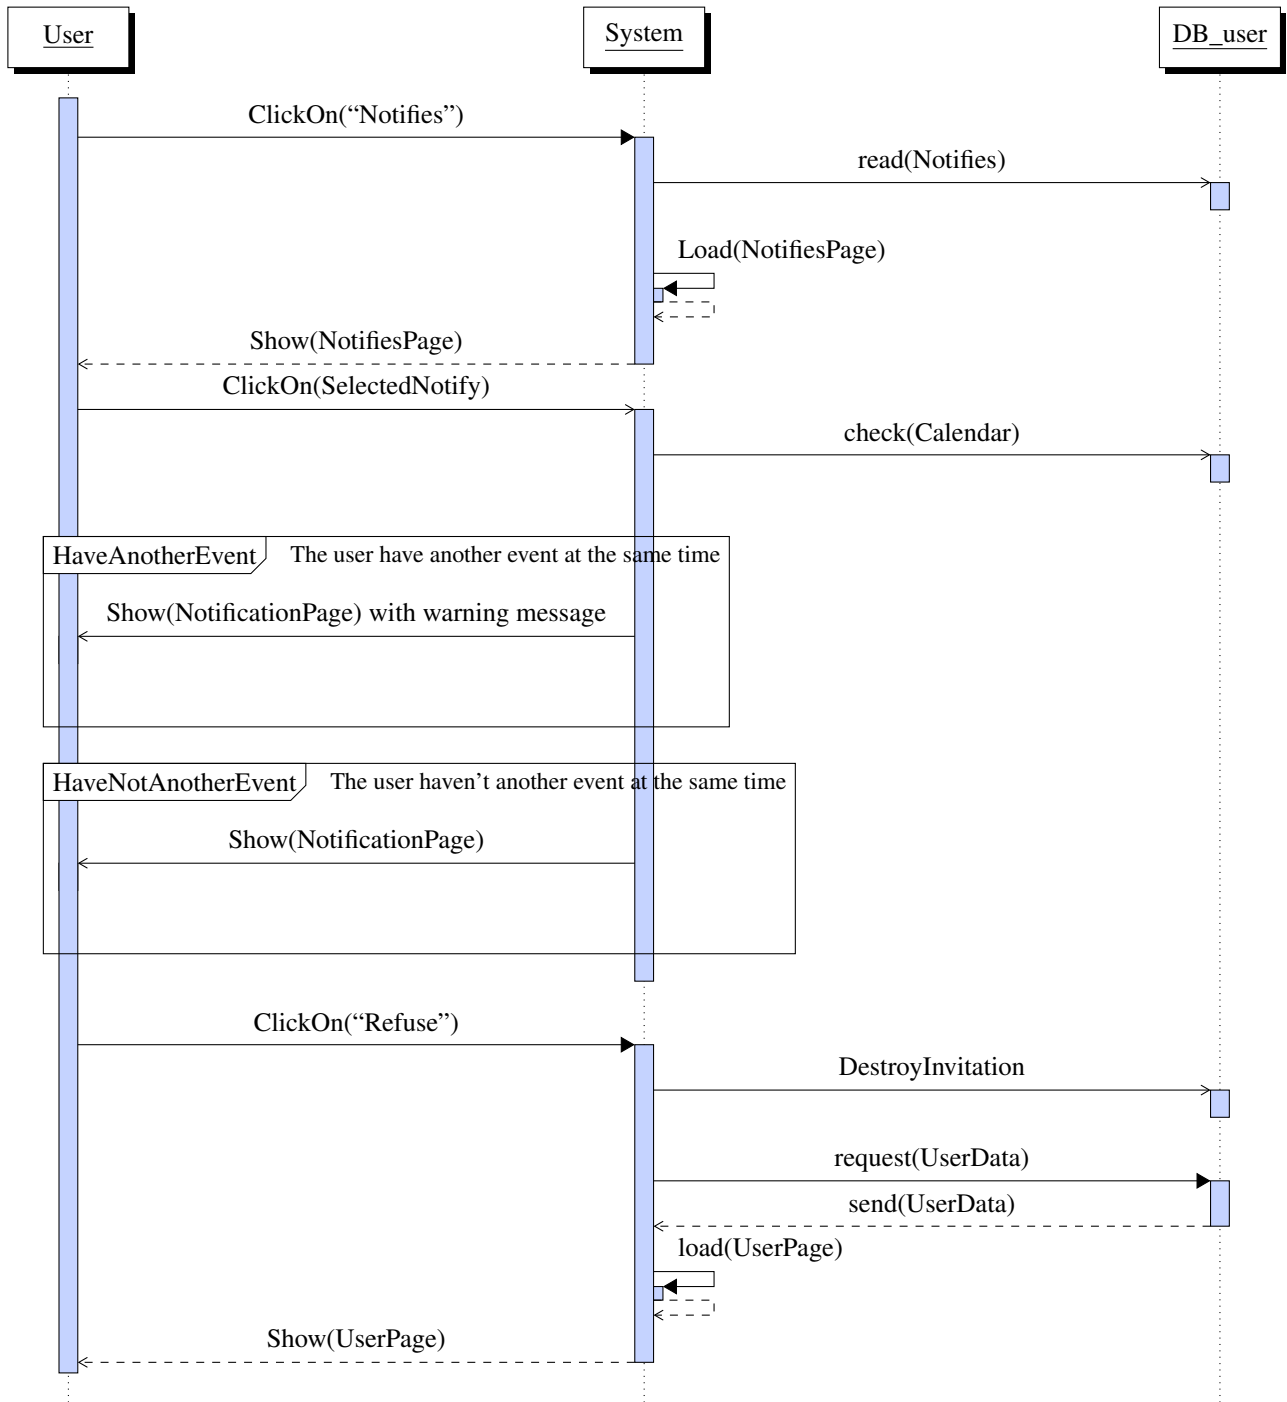 User
System
DB_user
ClickOn(“Notifies”)
read(Notifies)
Load(NotifiesPage)
Show(NotifiesPage)
ClickOn(SelectedNotify)
check(Calendar)
HaveAnotherEvent
The user have another event at the same time
Show(NotificationPage) with warning message
HaveNotAnotherEvent
The user haven’t another event at the same time
Show(NotificationPage)
ClickOn(“Refuse”)
DestroyInvitation
request(UserData)
send(UserData)
load(UserPage)
Show(UserPage)